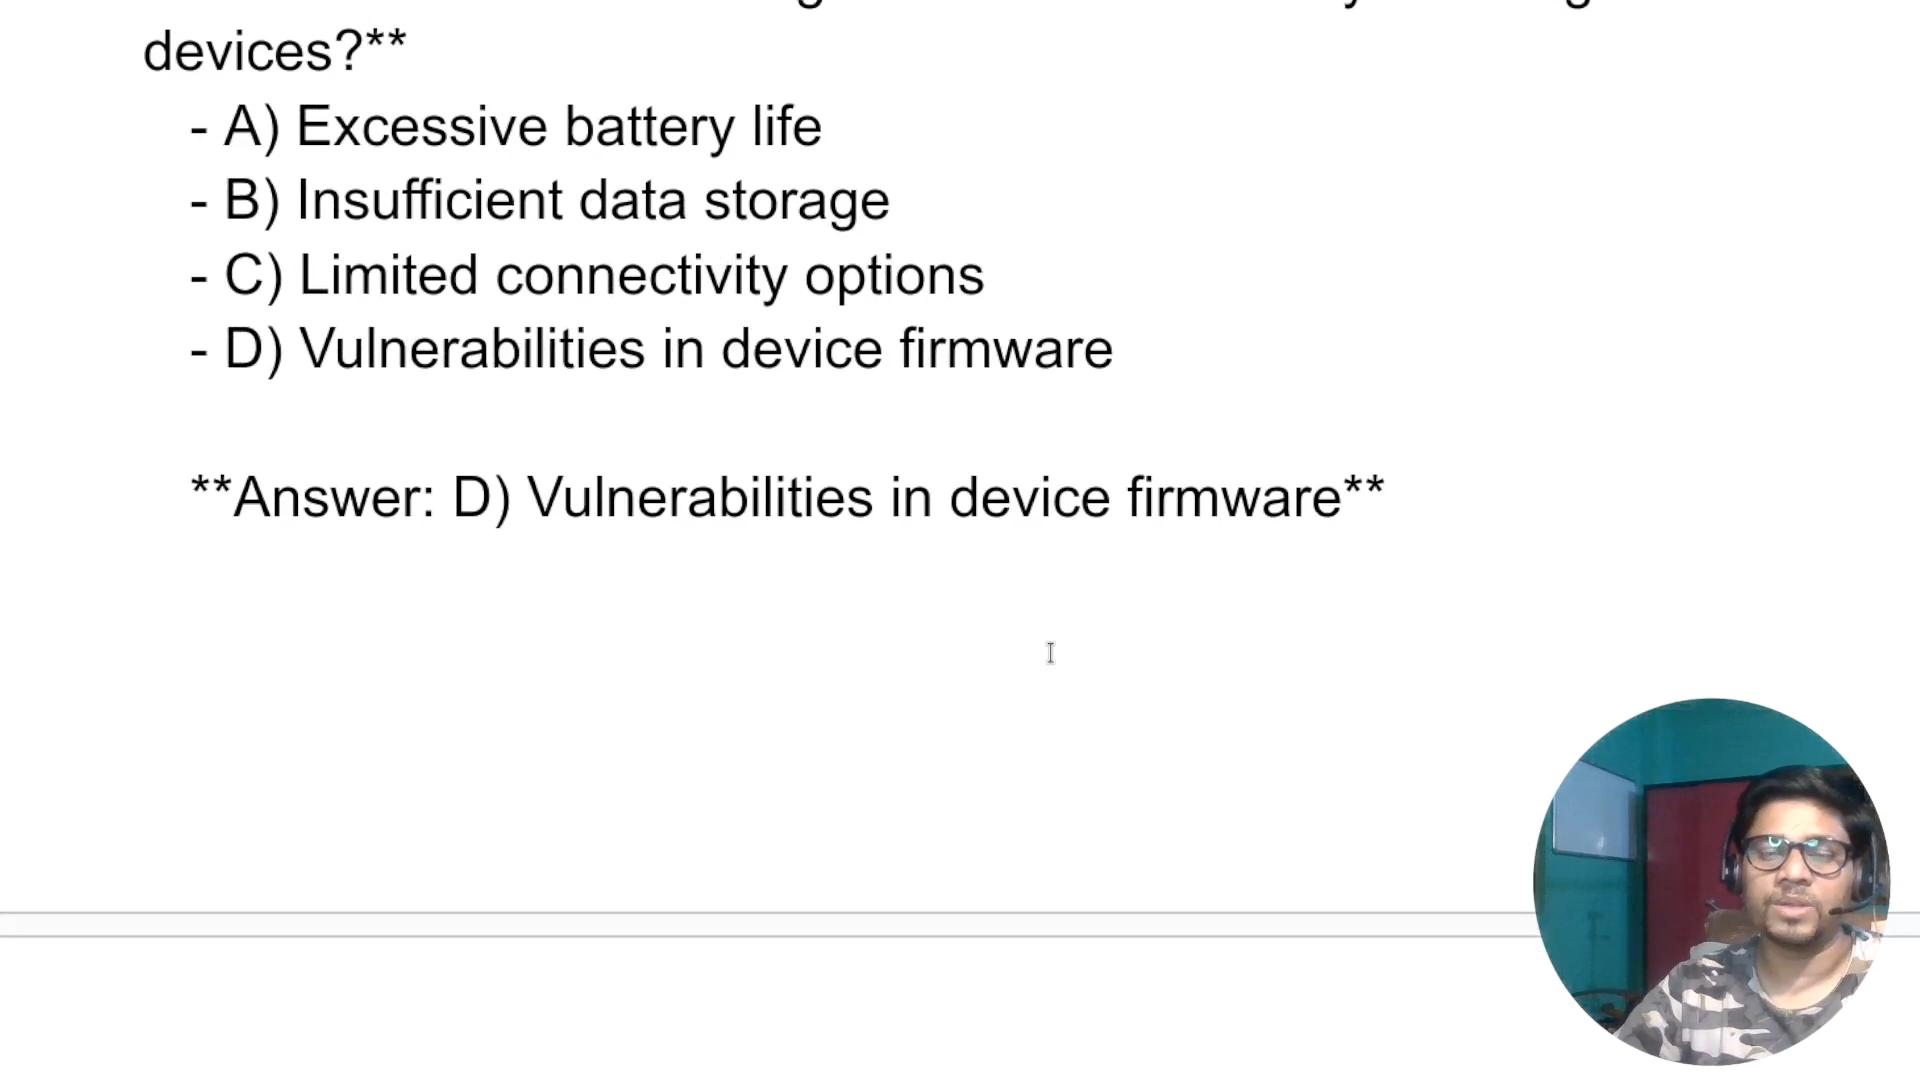 devices?**
- A) Excessive battery life
- B) Insufficient data storage
- C) Limited connectivity options
- D) Vulnerabilities in device firmware
**Answer: D) Vulnerabilities in device firmware**